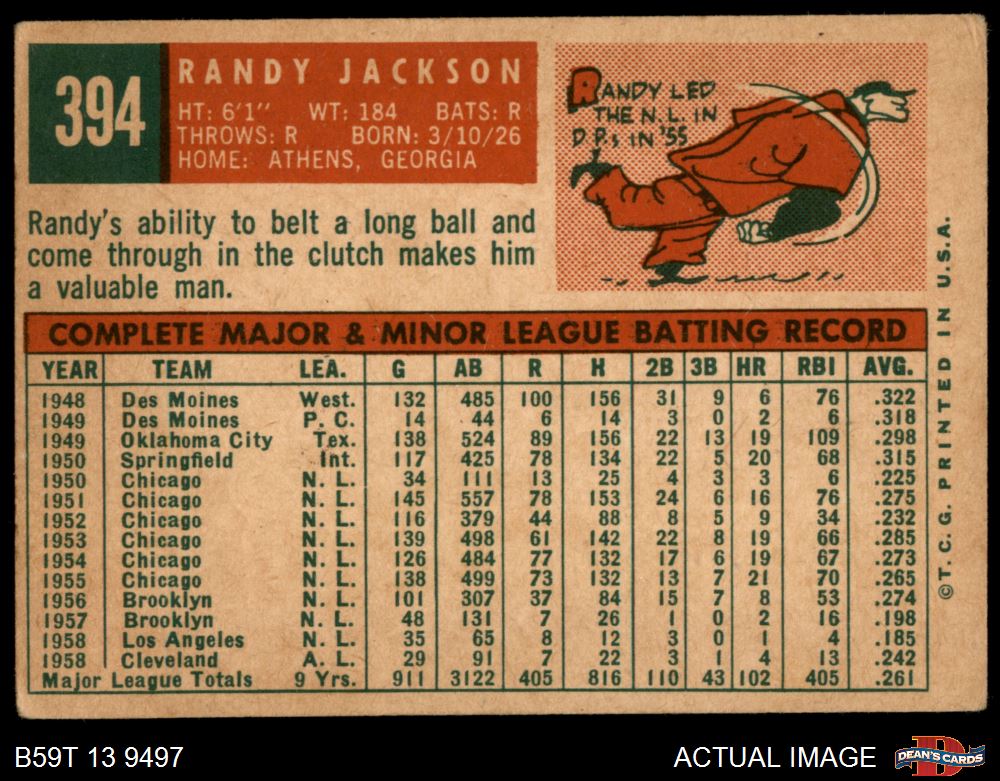 394
RANDY JACKSON
HT: 6'1" WT: 184 BATS: R
THROWS: R BORN: 3/10/26
HOME: ATHENS, GEORGIA
RANDY LED
THE N.L. IN
D.P.s IN '55
Randy's ability to belt a long ball and
come through in the clutch makes him
a valuable man.
COMPLETE MAJOR & MINOR LEAGUE BATTING RECORD
YEAR TEAM LEA. G AB R H 2B 3B HR RBI AVG.
1948 Des Moines West. 132 485 100 156 31 9 6 76 .322
1949 Des Moines P. C. 14 44 6 14 3 0 2 6 .318
1949 Oklahoma City Tex. 138 524 89 156 22 13 19 109 .298
1950 Springfield Int. 117 425 78 134 22 5 20 68 .315
1950 Chicago N. L. 34 111 13 25 4 3 3 6 .225
1951 Chicago N. L. 145 557 78 153 24 6 16 76 .275
1952 Chicago N. L. 116 379 44 88 8 5 9 34 .232
1953 Chicago N. L. 139 498 61 142 22 8 19 66 .285
1954 Chicago N. L. 126 484 77 132 17 6 19 67 .273
1955 Chicago N. L. 138 499 73 132 13 7 21 70 .265
1956 Brooklyn N. L. 101 307 37 84 15 7 8 53 .274
1957 Brooklyn N. L. 48 131 7 26 1 0 2 16 .198
1958 Los Angeles N. L. 35 65 8 12 3 0 1 4 .185
1958 Cleveland A. L. 29 91 7 22 3 1 4 13 .242
Major League Totals 9 Yrs. 911 3122 405 816 110 43 102 405 .261
©T. C. G. PRINTED IN U.S.A.
B59T 13 9497
ACTUAL IMAGE
D
DEAN'S CARDS